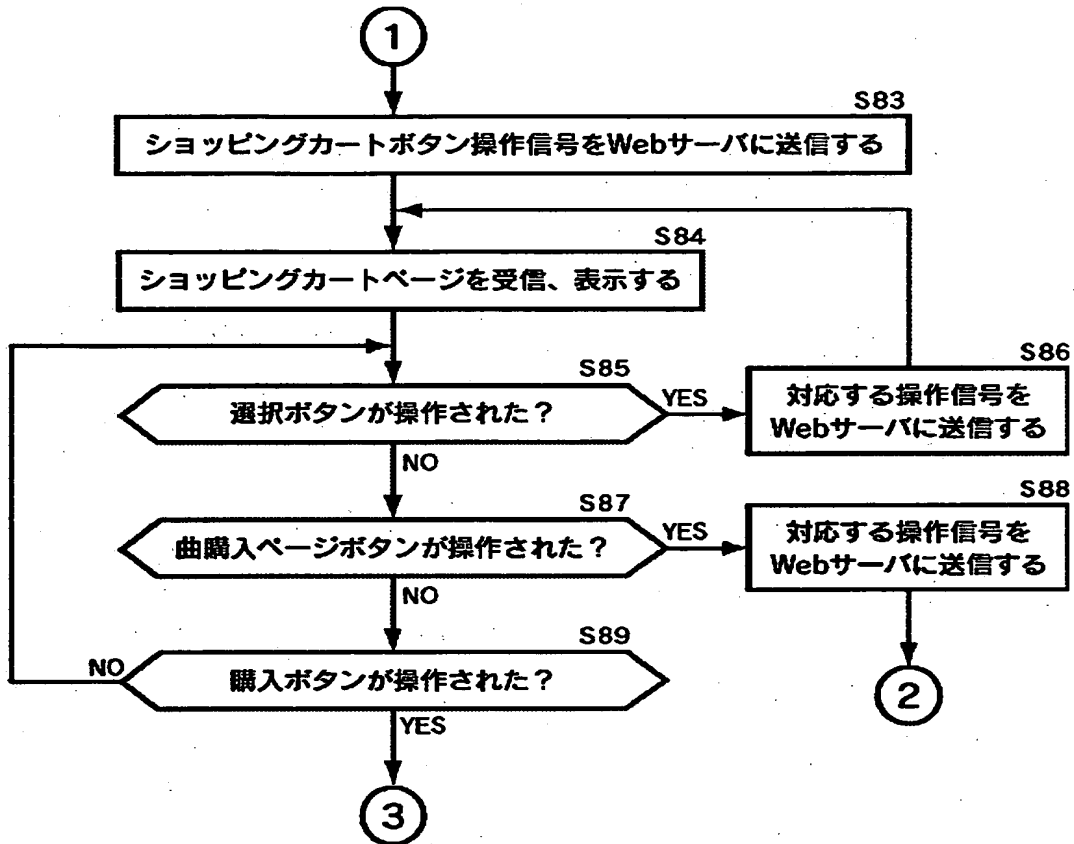 1
S83
ショッピングカートボタン操作信号をWebサーバに送信する
S84
ショッピングカートページを受信、表示する
S85
選択ボタンが操作された？
YES
S86
対応する操作信号を
Webサーバに送信する
NO
S87
曲購入ページボタンが操作された？
YES
S88
対応する操作信号を
Webサーバに送信する
NO
S89
購入ボタンが操作された？
NO
YES
2
3